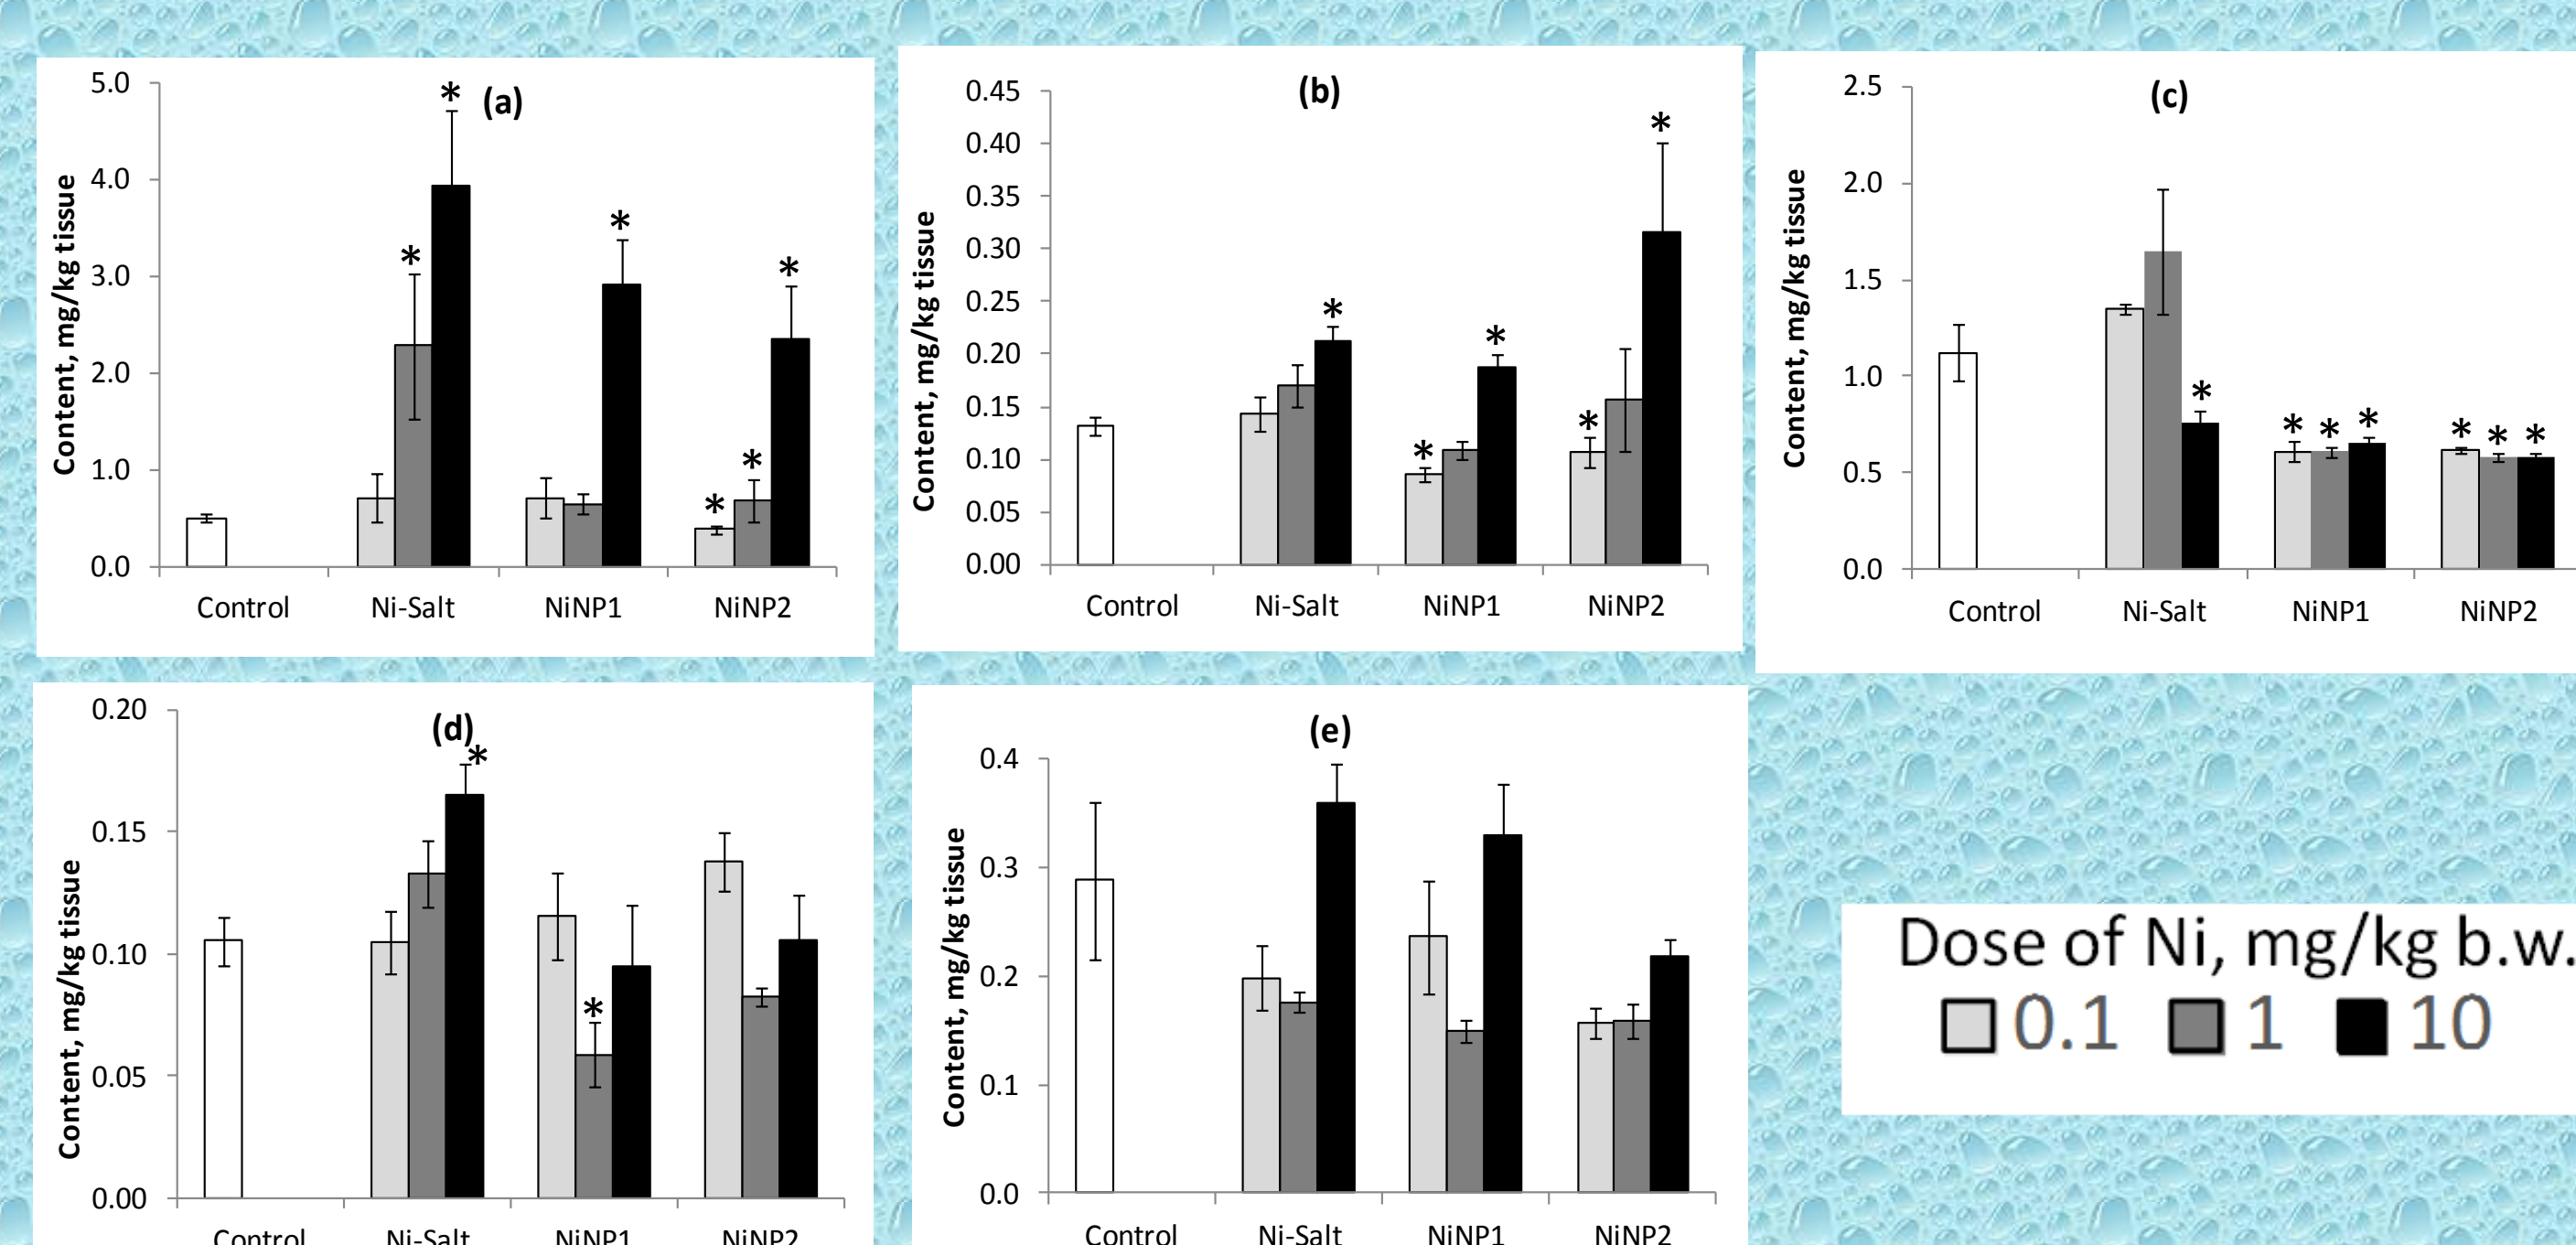 (a)
Content, mg/kg tissue
5.0
4.0
3.0
2.0
1.0
0.0
* * * * * *
Control Ni-Salt NiNP1 NiNP2
(b)
Content, mg/kg tissue
0.45
0.40
0.35
0.30
0.25
0.20
0.15
0.10
0.05
0.00
* * * * *
Control Ni-Salt NiNP1 NiNP2
(c)
Content, mg/kg tissue
2.5
2.0
1.5
1.0
0.5
0.0
* * * * * * *
Control Ni-Salt NiNP1 NiNP2
(d)
Content, mg/kg tissue
0.20
0.15
0.10
0.05
0.00
* *
Control Ni-Salt NiNP1 NiNP2
(e)
Content, mg/kg tissue
0.4
0.3
0.2
0.1
0.0
Control Ni-Salt NiNP1 NiNP2
Dose of Ni, mg/kg b.w.
0.1 1 10